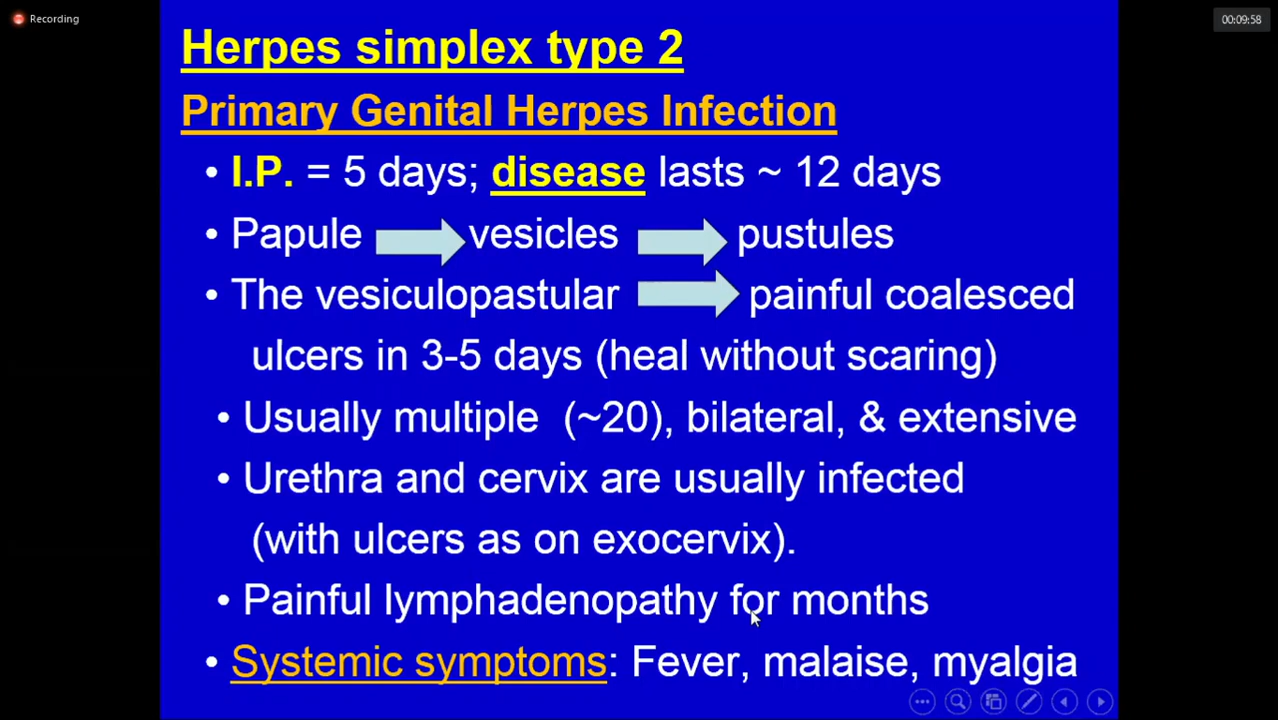 Recording
00:09:58
Herpes simplex type 2
Primary Genital Herpes Infection
• I.P. = 5 days; disease lasts ~ 12 days
• Papule vesicles pustules
• The vesiculopastular painful coalesced
ulcers in 3-5 days (heal without scaring)
• Usually multiple (~20), bilateral, & extensive
• Urethra and cervix are usually infected
(with ulcers as on exocervix).
• Painful lymphadenopathy for months
• Systemic symptoms: Fever, malaise, myalgia